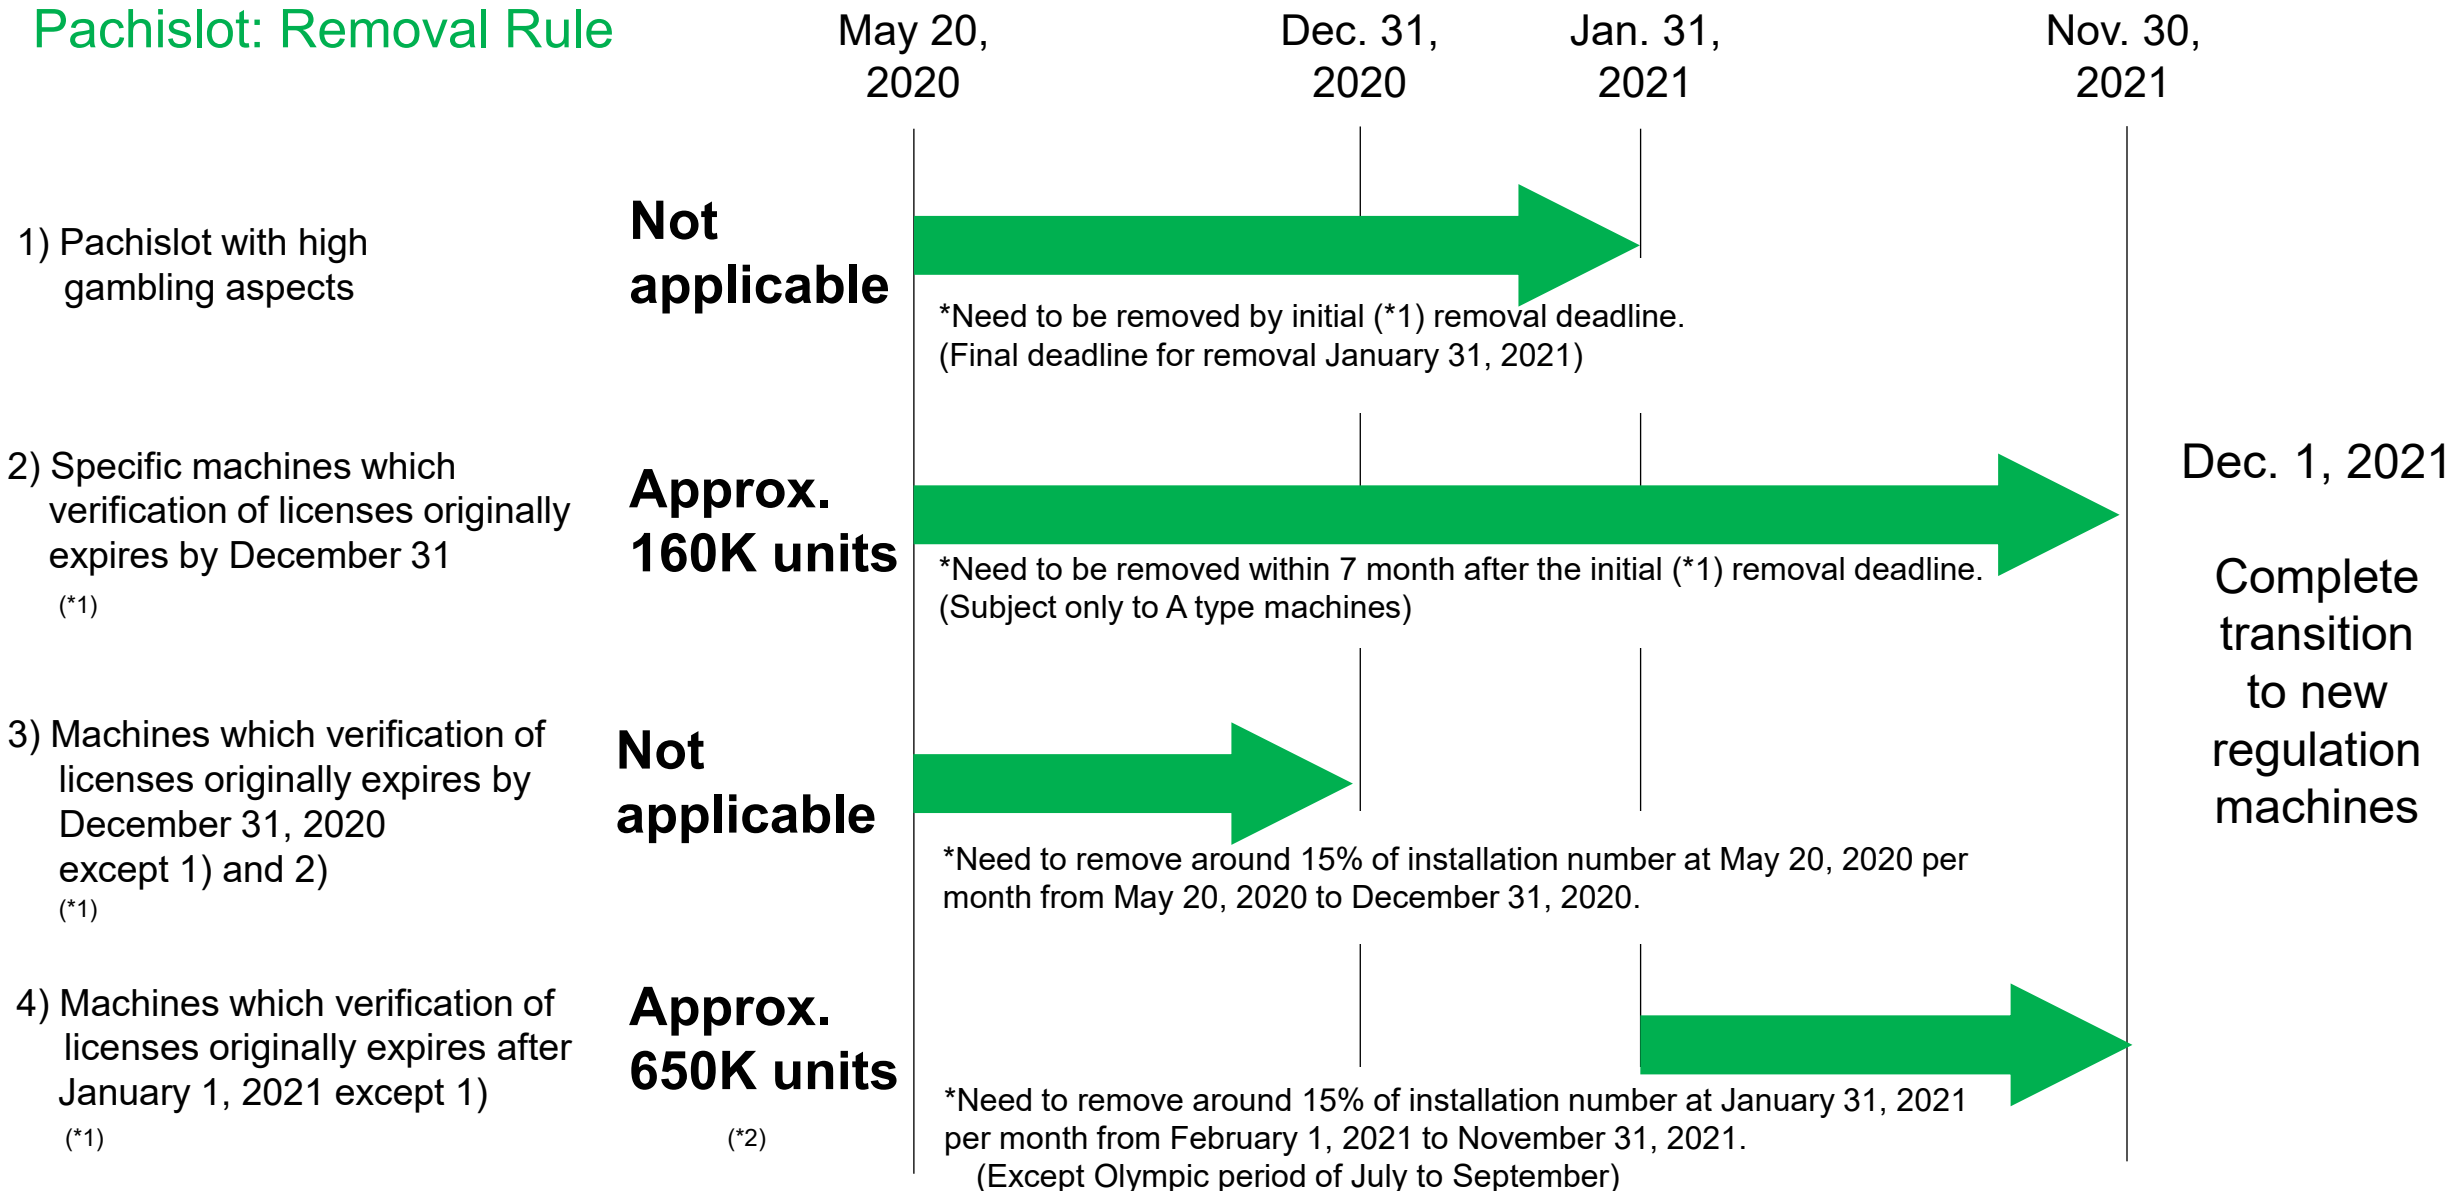 Pachislot: Removal Rule
May 20,
2020
Dec. 31,
2020
Jan. 31,
2021
Nov. 30,
2021
1) Pachislot with high
gambling aspects
Not
applicable
*Need to be removed by initial (*1) removal deadline.
(Final deadline for removal January 31, 2021)
2) Specific machines which
verification of licenses originally
expires by December 31
(*1)
Approx.
160K units
*Need to be removed within 7 month after the initial (*1) removal deadline.
(Subject only to A type machines)
3) Machines which verification of
licenses originally expires by
December 31, 2020
except 1) and 2)
(*1)
Not
applicable
*Need to remove around 15% of installation number at May 20, 2020 per
month from May 20, 2020 to December 31, 2020.
4) Machines which verification of
licenses originally expires after
January 1, 2021 except 1)
(*1)
Approx.
650K units
(*2)
*Need to remove around 15% of installation number at January 31, 2021
per month from February 1, 2021 to November 31, 2021.
(Except Olympic period of July to September)
Dec. 1, 2021
Complete
transition
to new
regulation
machines